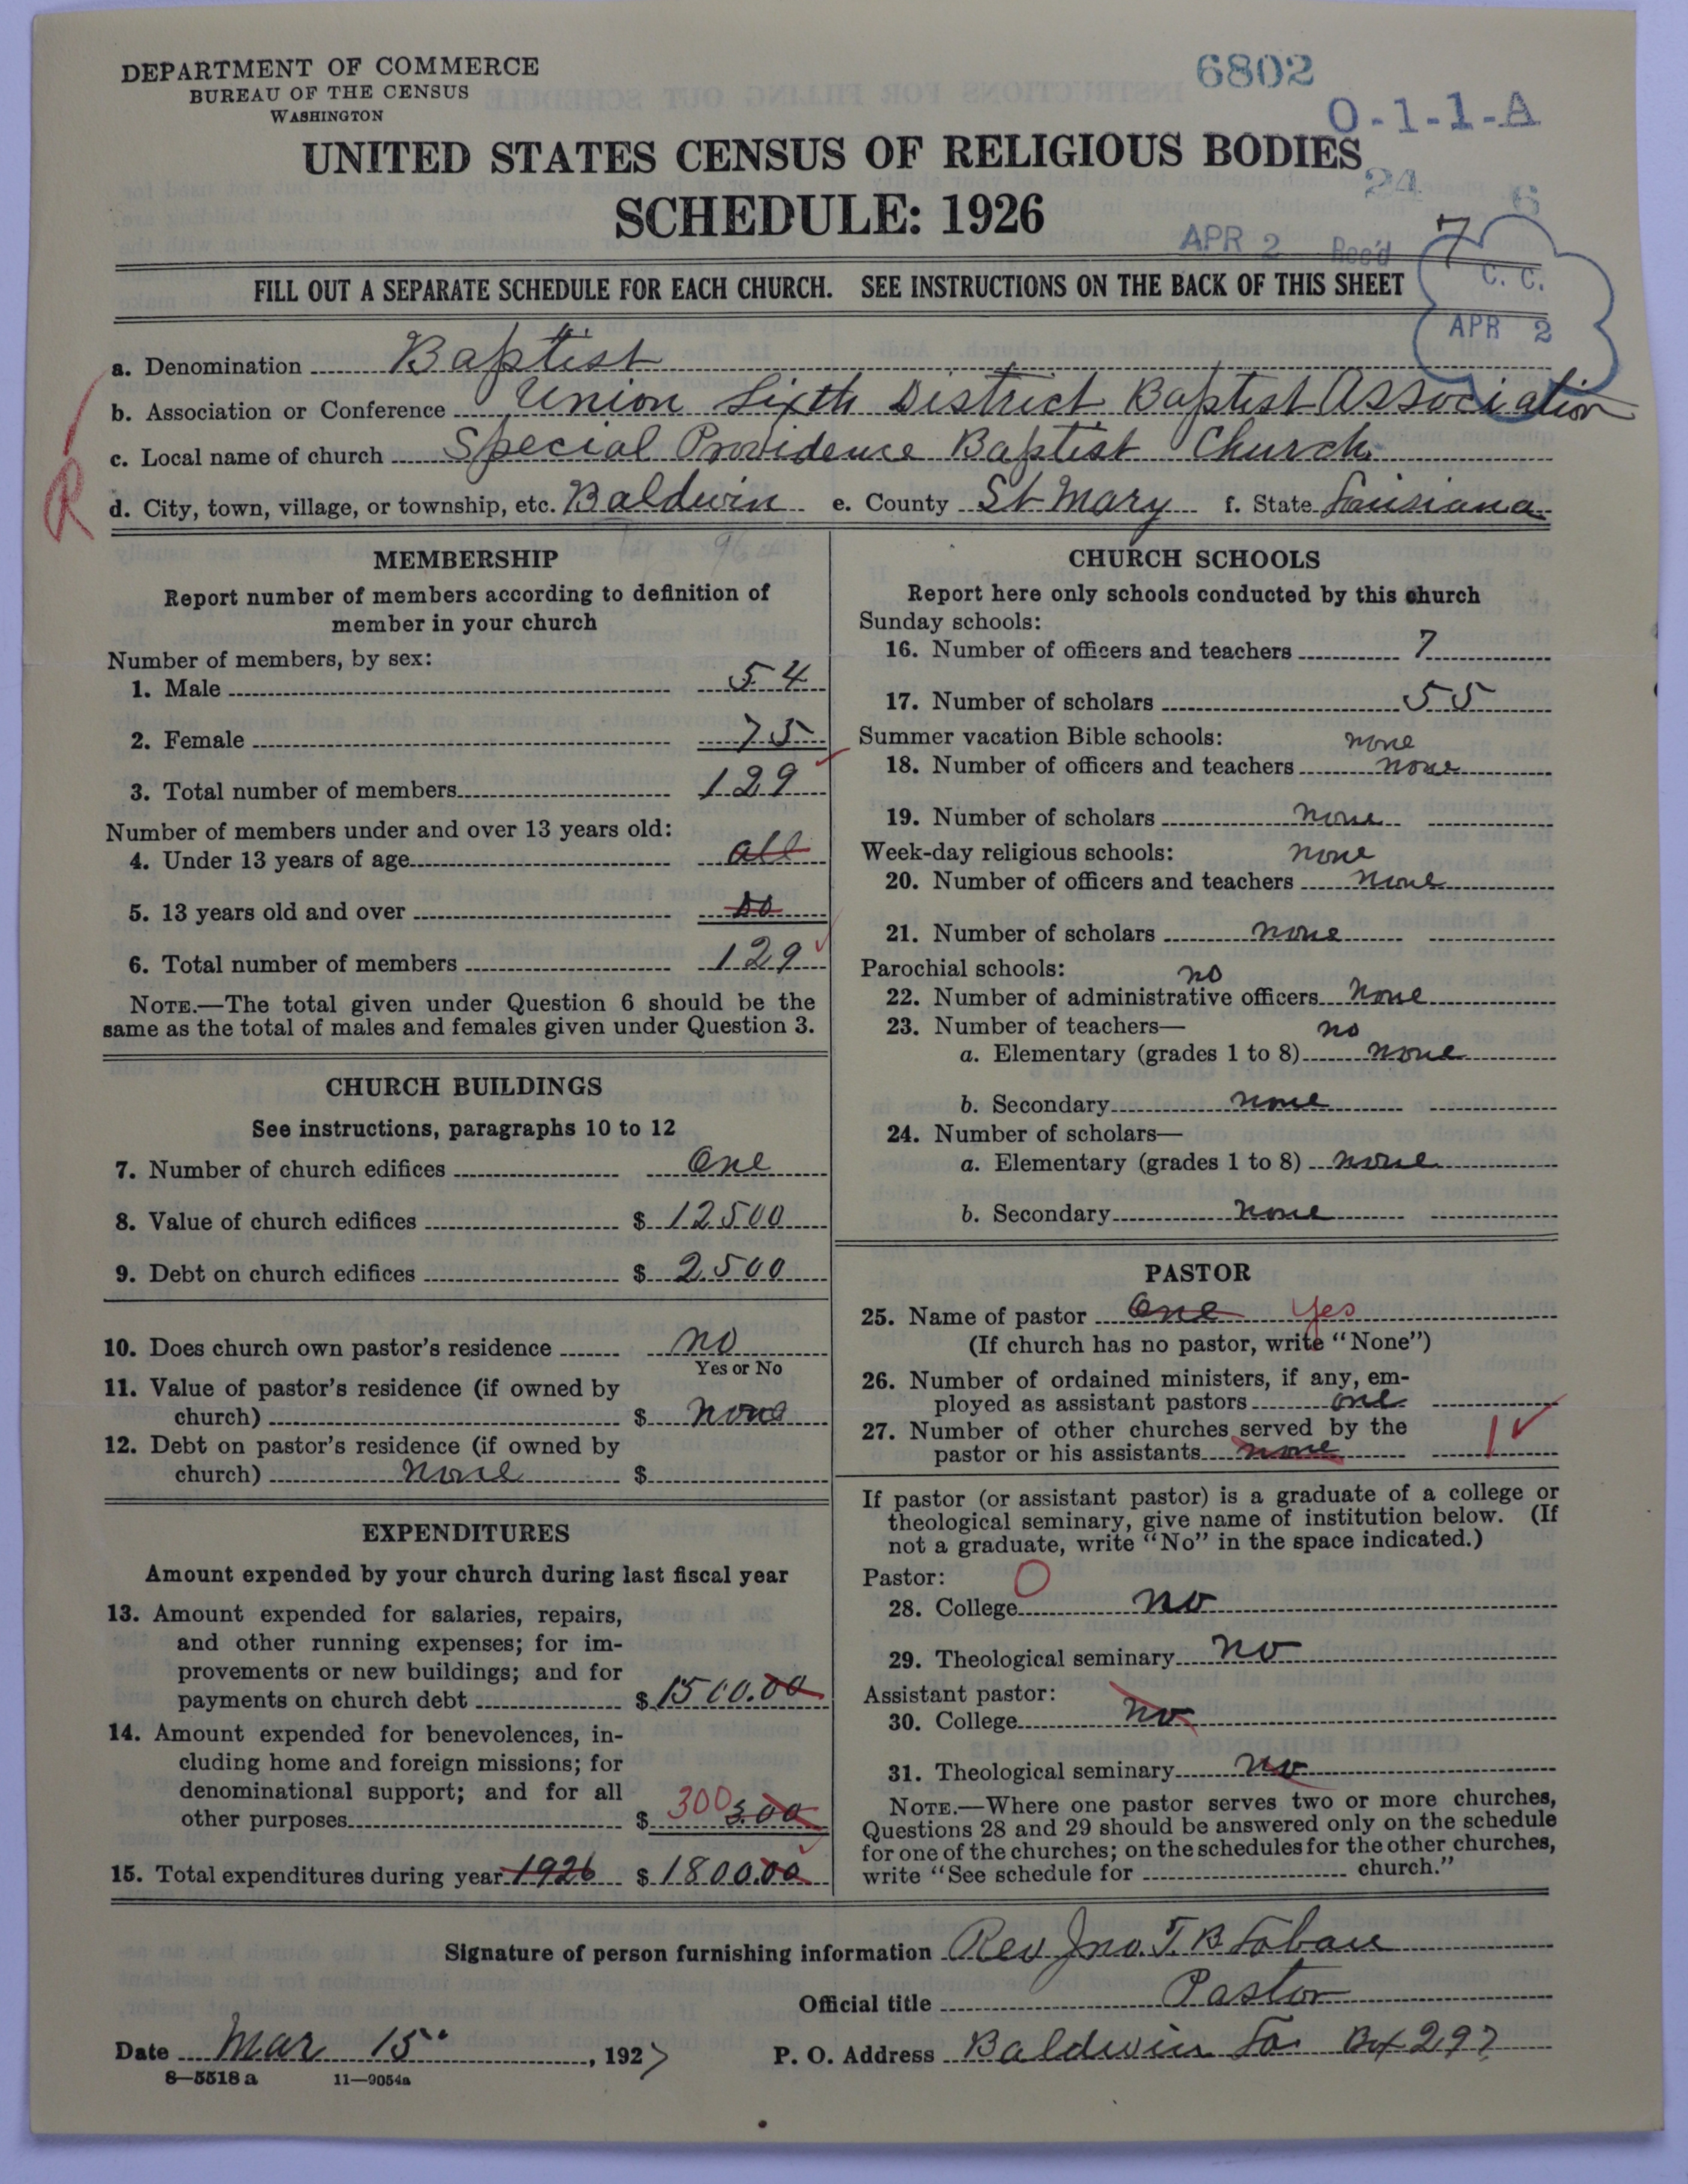 DEPARTMENT OF COMMERCE
BUREAU OF THE CENSUS
WASHINGTON
6802
O-1-1-A
UNITED STATES CENSUS OF RELIGIOUS BODIES
24 6
SCHEDULE: 1926
APR 2 Rec'd 7
FILL OUT A SEPARATE SCHEDULE FOR EACH CHURCH. SEE INSTRUCTIONS ON THE BACK OF THIS SHEET
C. C.
APR 2
a. Denomination Baptist
b. Association or Conference Union Sixth District Baptist Association
c. Local name of church Special Providence Baptist Church.
d. City, town, village, or township, etc. Baldwin e. County St Mary f. State Louisiana
R
MEMBERSHIP
Report number of members according to definition of
member in your church
Number of members, by sex:
1. Male 54
2. Female 75
3. Total number of members 129
Number of members under and over 13 years old:
4. Under 13 years of age all
5. 13 years old and over
6. Total number of members 129
NOTE.—The total given under Question 6 should be the
same as the total of males and females given under Question 3.
CHURCH BUILDINGS
See instructions, paragraphs 10 to 12
7. Number of church edifices One
8. Value of church edifices $ 12500
9. Debt on church edifices $ 2500
10. Does church own pastor's residence no
Yes or No
11. Value of pastor's residence (if owned by
church) $ none
12. Debt on pastor's residence (if owned by
church) none $
EXPENDITURES
Amount expended by your church during last fiscal year
13. Amount expended for salaries, repairs,
and other running expenses; for im-
provements or new buildings; and for
payments on church debt $ 1500.00
14. Amount expended for benevolences, in-
cluding home and foreign missions; for
denominational support; and for all
other purposes $ 300 3.00
15. Total expenditures during year 1926 $ 1800.00
CHURCH SCHOOLS
Report here only schools conducted by this church
Sunday schools:
16. Number of officers and teachers 7
17. Number of scholars 55
Summer vacation Bible schools: none
18. Number of officers and teachers none
19. Number of scholars none
Week-day religious schools: none
20. Number of officers and teachers none
21. Number of scholars none
Parochial schools: no
22. Number of administrative officers none
23. Number of teachers— no
a. Elementary (grades 1 to 8) none
b. Secondary none
24. Number of scholars—
a. Elementary (grades 1 to 8) none
b. Secondary none
PASTOR
25. Name of pastor One Yes
(If church has no pastor, write "None")
26. Number of ordained ministers, if any, em-
ployed as assistant pastors one
27. Number of other churches served by the
pastor or his assistants none 1
If pastor (or assistant pastor) is a graduate of a college or
theological seminary, give name of institution below. (If
not a graduate, write "No" in the space indicated.)
Pastor: O
28. College no
29. Theological seminary no
Assistant pastor:
30. College no
31. Theological seminary no
NOTE.—Where one pastor serves two or more churches,
Questions 28 and 29 should be answered only on the schedule
for one of the churches; on the schedules for the other churches,
write "See schedule for church."
Signature of person furnishing information Rev Jno. T. B.
Official title Pastor
Date Mar 15, 1927 P. O. Address Baldwin La. Box 297
8-5518a 11-9054a